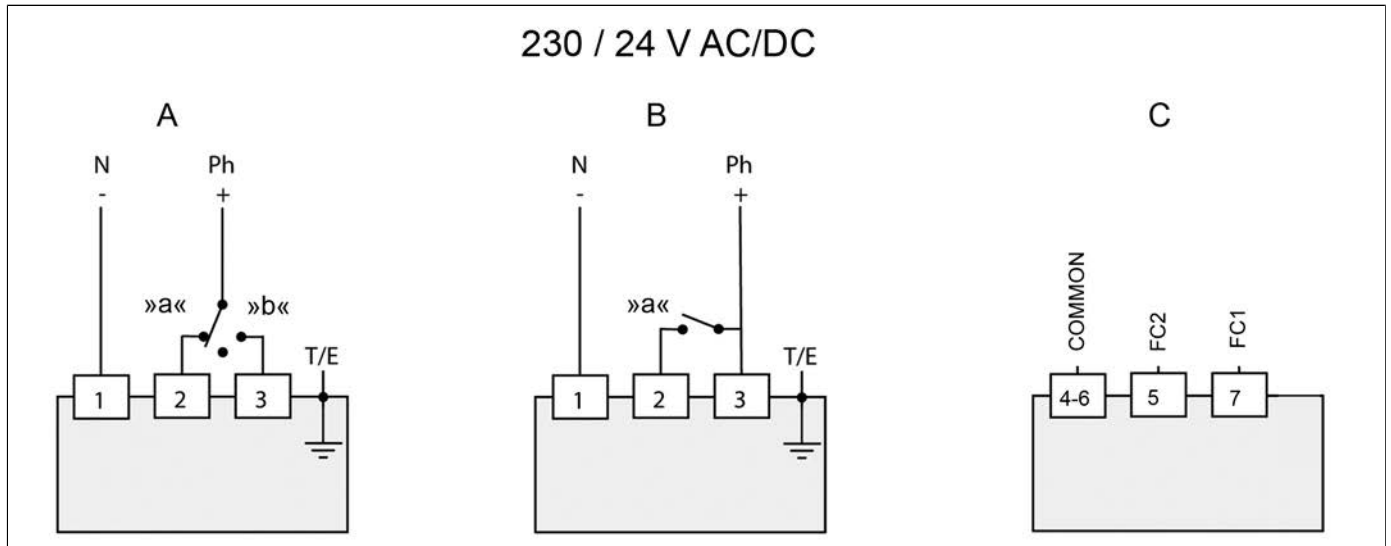 230 / 24 V AC/DC
A
N
Ph
-
+
»a«
»b«
T/E
1
2
3
B
N
Ph
-
+
»a«
T/E
1
2
3
C
COMMON
FC2
FC1
4-6
5
7